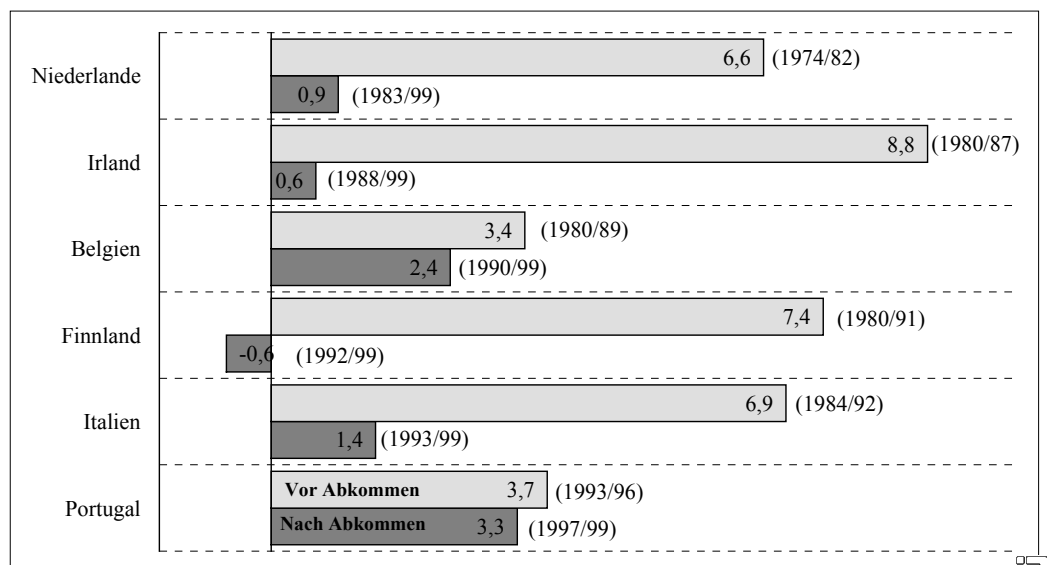 Niederlande
6,6 (1974/82)
0,9 (1983/99)
Irland
8,8 (1980/87)
0,6 (1988/99)
Belgien
3,4 (1980/89)
2,4 (1990/99)
Finnland
7,4 (1980/91)
-0,6 (1992/99)
Italien
6,9 (1984/92)
1,4 (1993/99)
Portugal
Vor Abkommen 3,7 (1993/96)
Nach Abkommen 3,3 (1997/99)